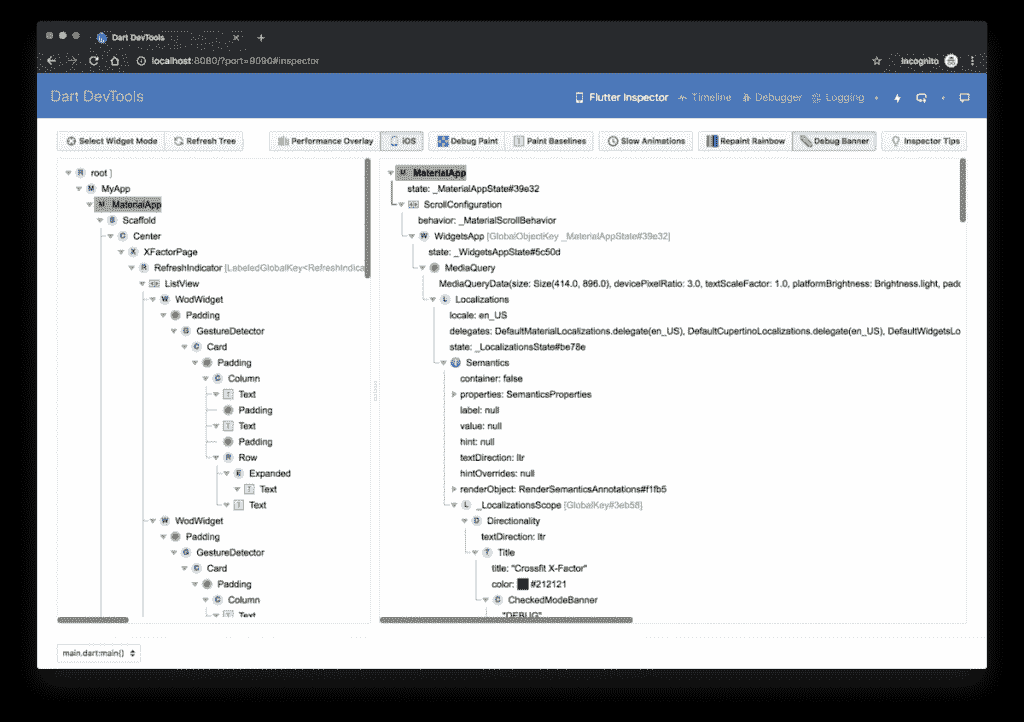 Dart DevTools
localhost:8080/?port=9090#inspector
Incognito
Dart DevTools
Flutter Inspector Timeline Debugger Logging
Select Widget Mode Refresh Tree Performance Overlay iOS Debug Paint Paint Baselines Slow Animations Repaint Rainbow Debug Banner Inspector Tips
R root ]
M MyApp
M MaterialApp
S Scaffold
C Center
X XFactorPage
R RefreshIndicator [LabeledGlobalKey<RefreshIndica
ListView
W WodWidget
Padding
G GestureDetector
C Card
Padding
C Column
T Text
Padding
T Text
Padding
R Row
E Expanded
T Text
T Text
W WodWidget
Padding
G GestureDetector
C Card
Padding
C Column
Text
M MaterialApp
state: _MaterialAppState#39e32
ScrollConfiguration
behavior: _MaterialScrollBehavior
W WidgetsApp [GlobalObjectKey _MaterialAppState#39e32]
state: _WidgetsAppState#5c50d
MediaQuery
MediaQueryData(size: Size(414.0, 896.0), devicePixelRatio: 3.0, textScaleFactor: 1.0, platformBrightness: Brightness.light, padd
L Localizations
locale: en_US
delegates: DefaultMaterialLocalizations.delegate(en_US), DefaultCupertinoLocalizations.delegate(en_US), DefaultWidgetsLo
state: _LocalizationsState#be78e
Semantics
container: false
properties: SemanticsProperties
label: null
value: null
hint: null
textDirection: ltr
hintOverrides: null
renderObject: RenderSemanticsAnnotations#f1fb5
L _LocalizationsScope [GlobalKey#3eb58]
D Directionality
textDirection: ltr
T Title
title: "Crossfit X-Factor"
color: #212121
C CheckedModeBanner
"DEBUG"
main.dart:main()